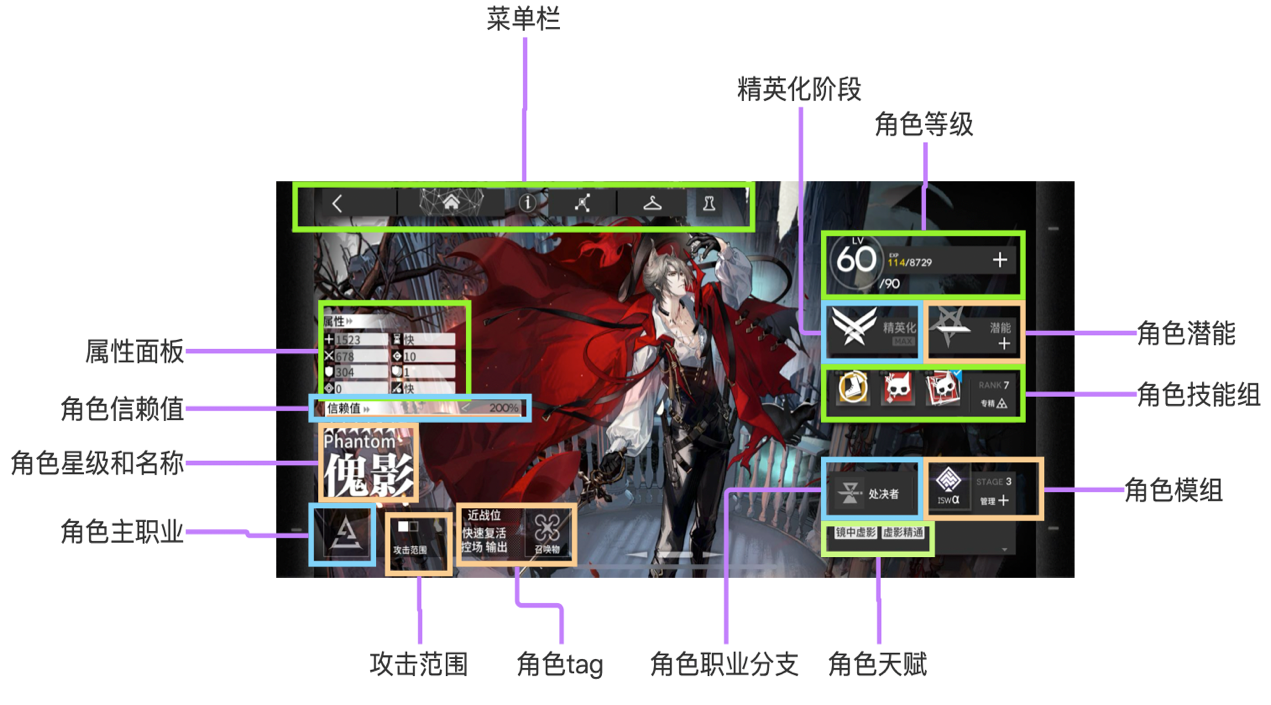 菜单栏
精英化阶段
角色等级
LV
60
EXP
114/8729
/90
属性
1523
快
678
10
304
1
0
快
属性面板
信赖值
200%
角色信赖值
Phantom
傀影
角色星级和名称
角色主职业
攻击范围
近战位
快速复活
控场 输出
召唤物
精英化
MAX
潜能
角色潜能
RANK 7
专精
角色技能组
处决者
ISW α
STAGE 3
管理
角色模组
镜中虚影
虚影精通
攻击范围
角色tag
角色职业分支
角色天赋